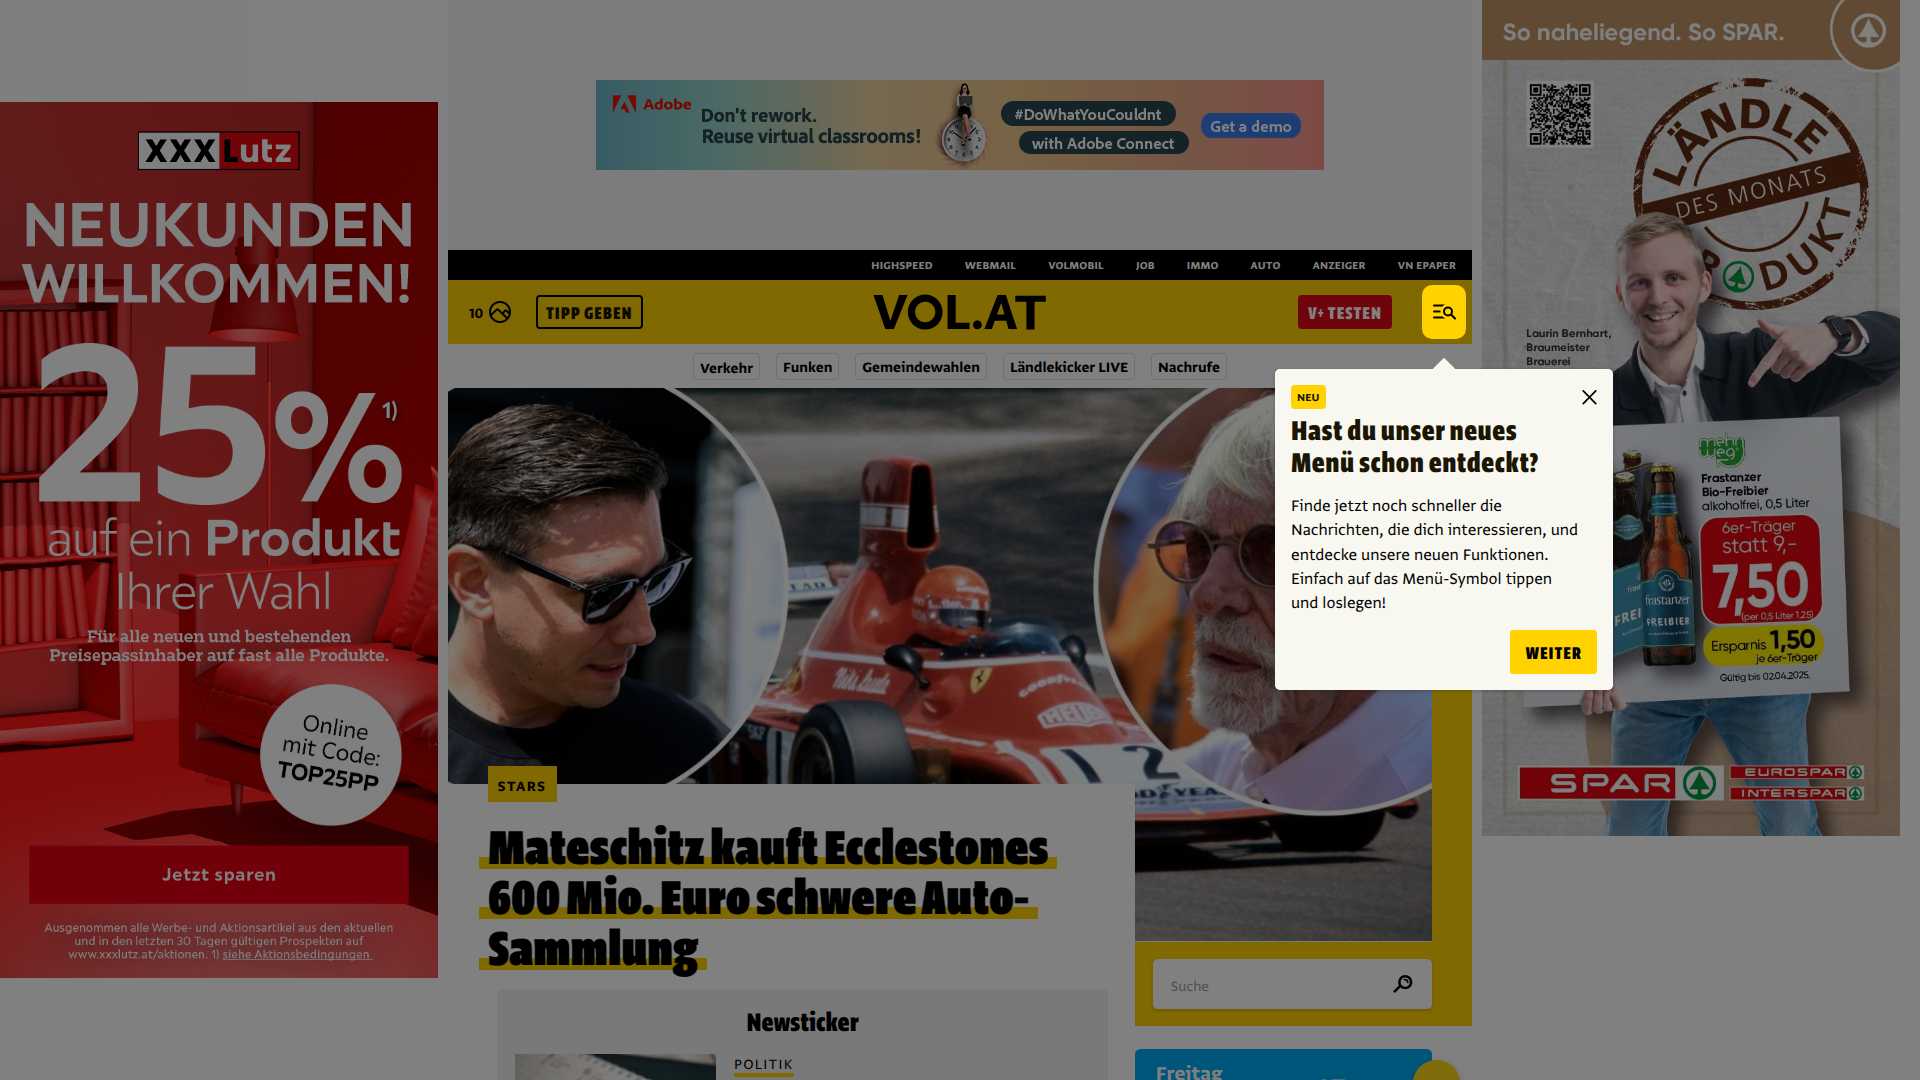 So naheliegend. So SPAR.
XXXLutz
NEUKUNDEN
WILLKOMMEN!
25%1)
auf ein Produkt
Ihrer Wahl
Für alle neuen und bestehenden
Preisepassinhaber auf fast alle Produkte.
Online
mit Code:
TOP25PP
Jetzt sparen
Ausgenommen alle Werbe- und Aktionsartikel aus den aktuellen
und in den letzten 30 Tagen gültigen Prospekten auf
www.xxxlutz.at/aktionen. 1) siehe Aktionsbedingungen
Adobe
Don't rework.
Reuse virtual classrooms!
#DoWhatYouCouldnt
with Adobe Connect
Get a demo
HIGHSPEED WEBMAIL VOLMOBIL JOB IMMO AUTO ANZEIGER VN EPAPER
10 TIPP GEBEN VOL.AT V+ TESTEN
Verkehr Funken Gemeindewahlen Ländlekicker LIVE Nachrufe
NEU
Hast du unser neues
Menü schon entdeckt?
Finde jetzt noch schneller die
Nachrichten, die dich interessieren, und
entdecke unsere neuen Funktionen.
Einfach auf das Menü-Symbol tippen
und loslegen!
WEITER
Niki Lauda
GOODYEAR
HEUER
12
STARS
Mateschitz kauft Ecclestones
600 Mio. Euro schwere Auto-
Sammlung
Newsticker
POLITIK
Suche
Freitag
LÄNDLE
DES MONATS
PRODUKT
Laurin Bernhart,
Braumeister
Brauerei
mehrweg
Frastanzer
Bio-Freibier
alkoholfrei, 0,5 Liter
6er-Träger
statt 9,-
7,50
(per 0,5 Liter 1,25)
Ersparnis 1,50
je 6er-Träger
Gültig bis 02.04.2025.
frastanzer
FREIBIER
SPAR
EUROSPAR
INTERSPAR